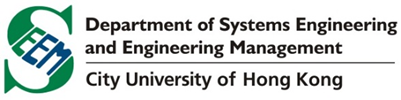 SEEM
Department of Systems Engineering
and Engineering Management
City University of Hong Kong